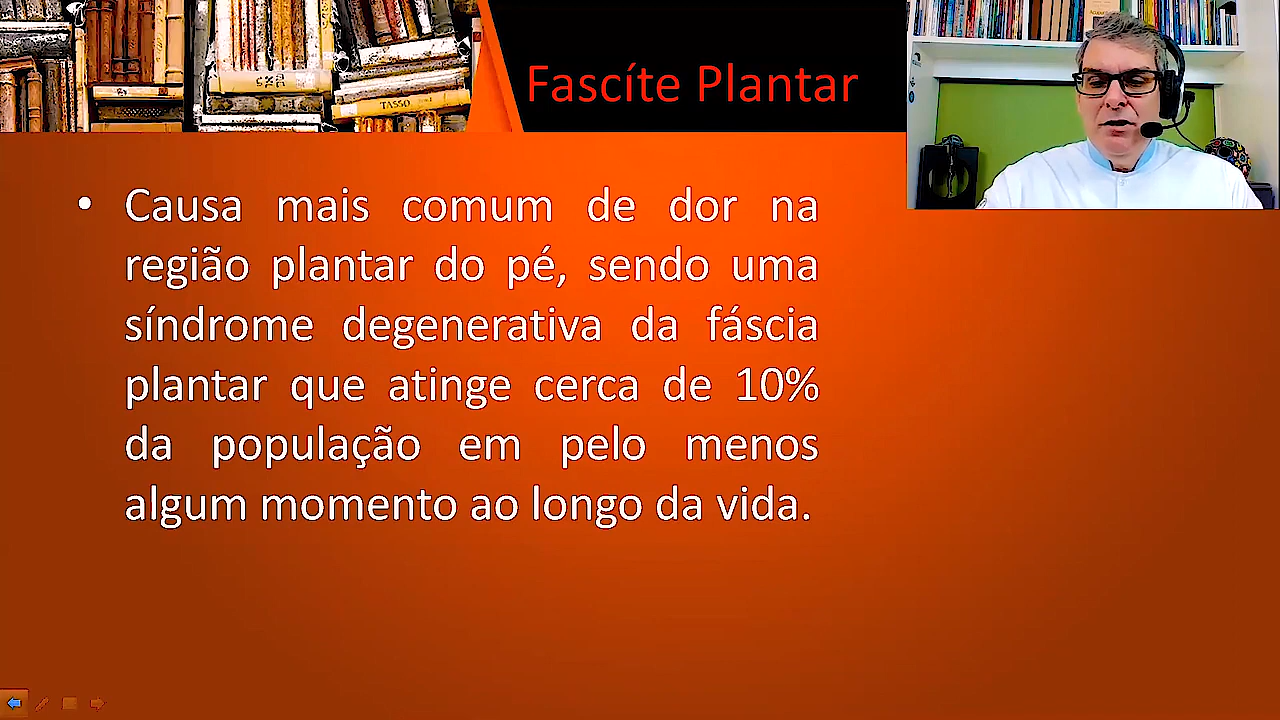 TASSO
Fascíte Plantar
• Causa mais comum de dor na
região plantar do pé, sendo uma
síndrome degenerativa da fáscia
plantar que atinge cerca de 10%
da população em pelo menos
algum momento ao longo da vida.